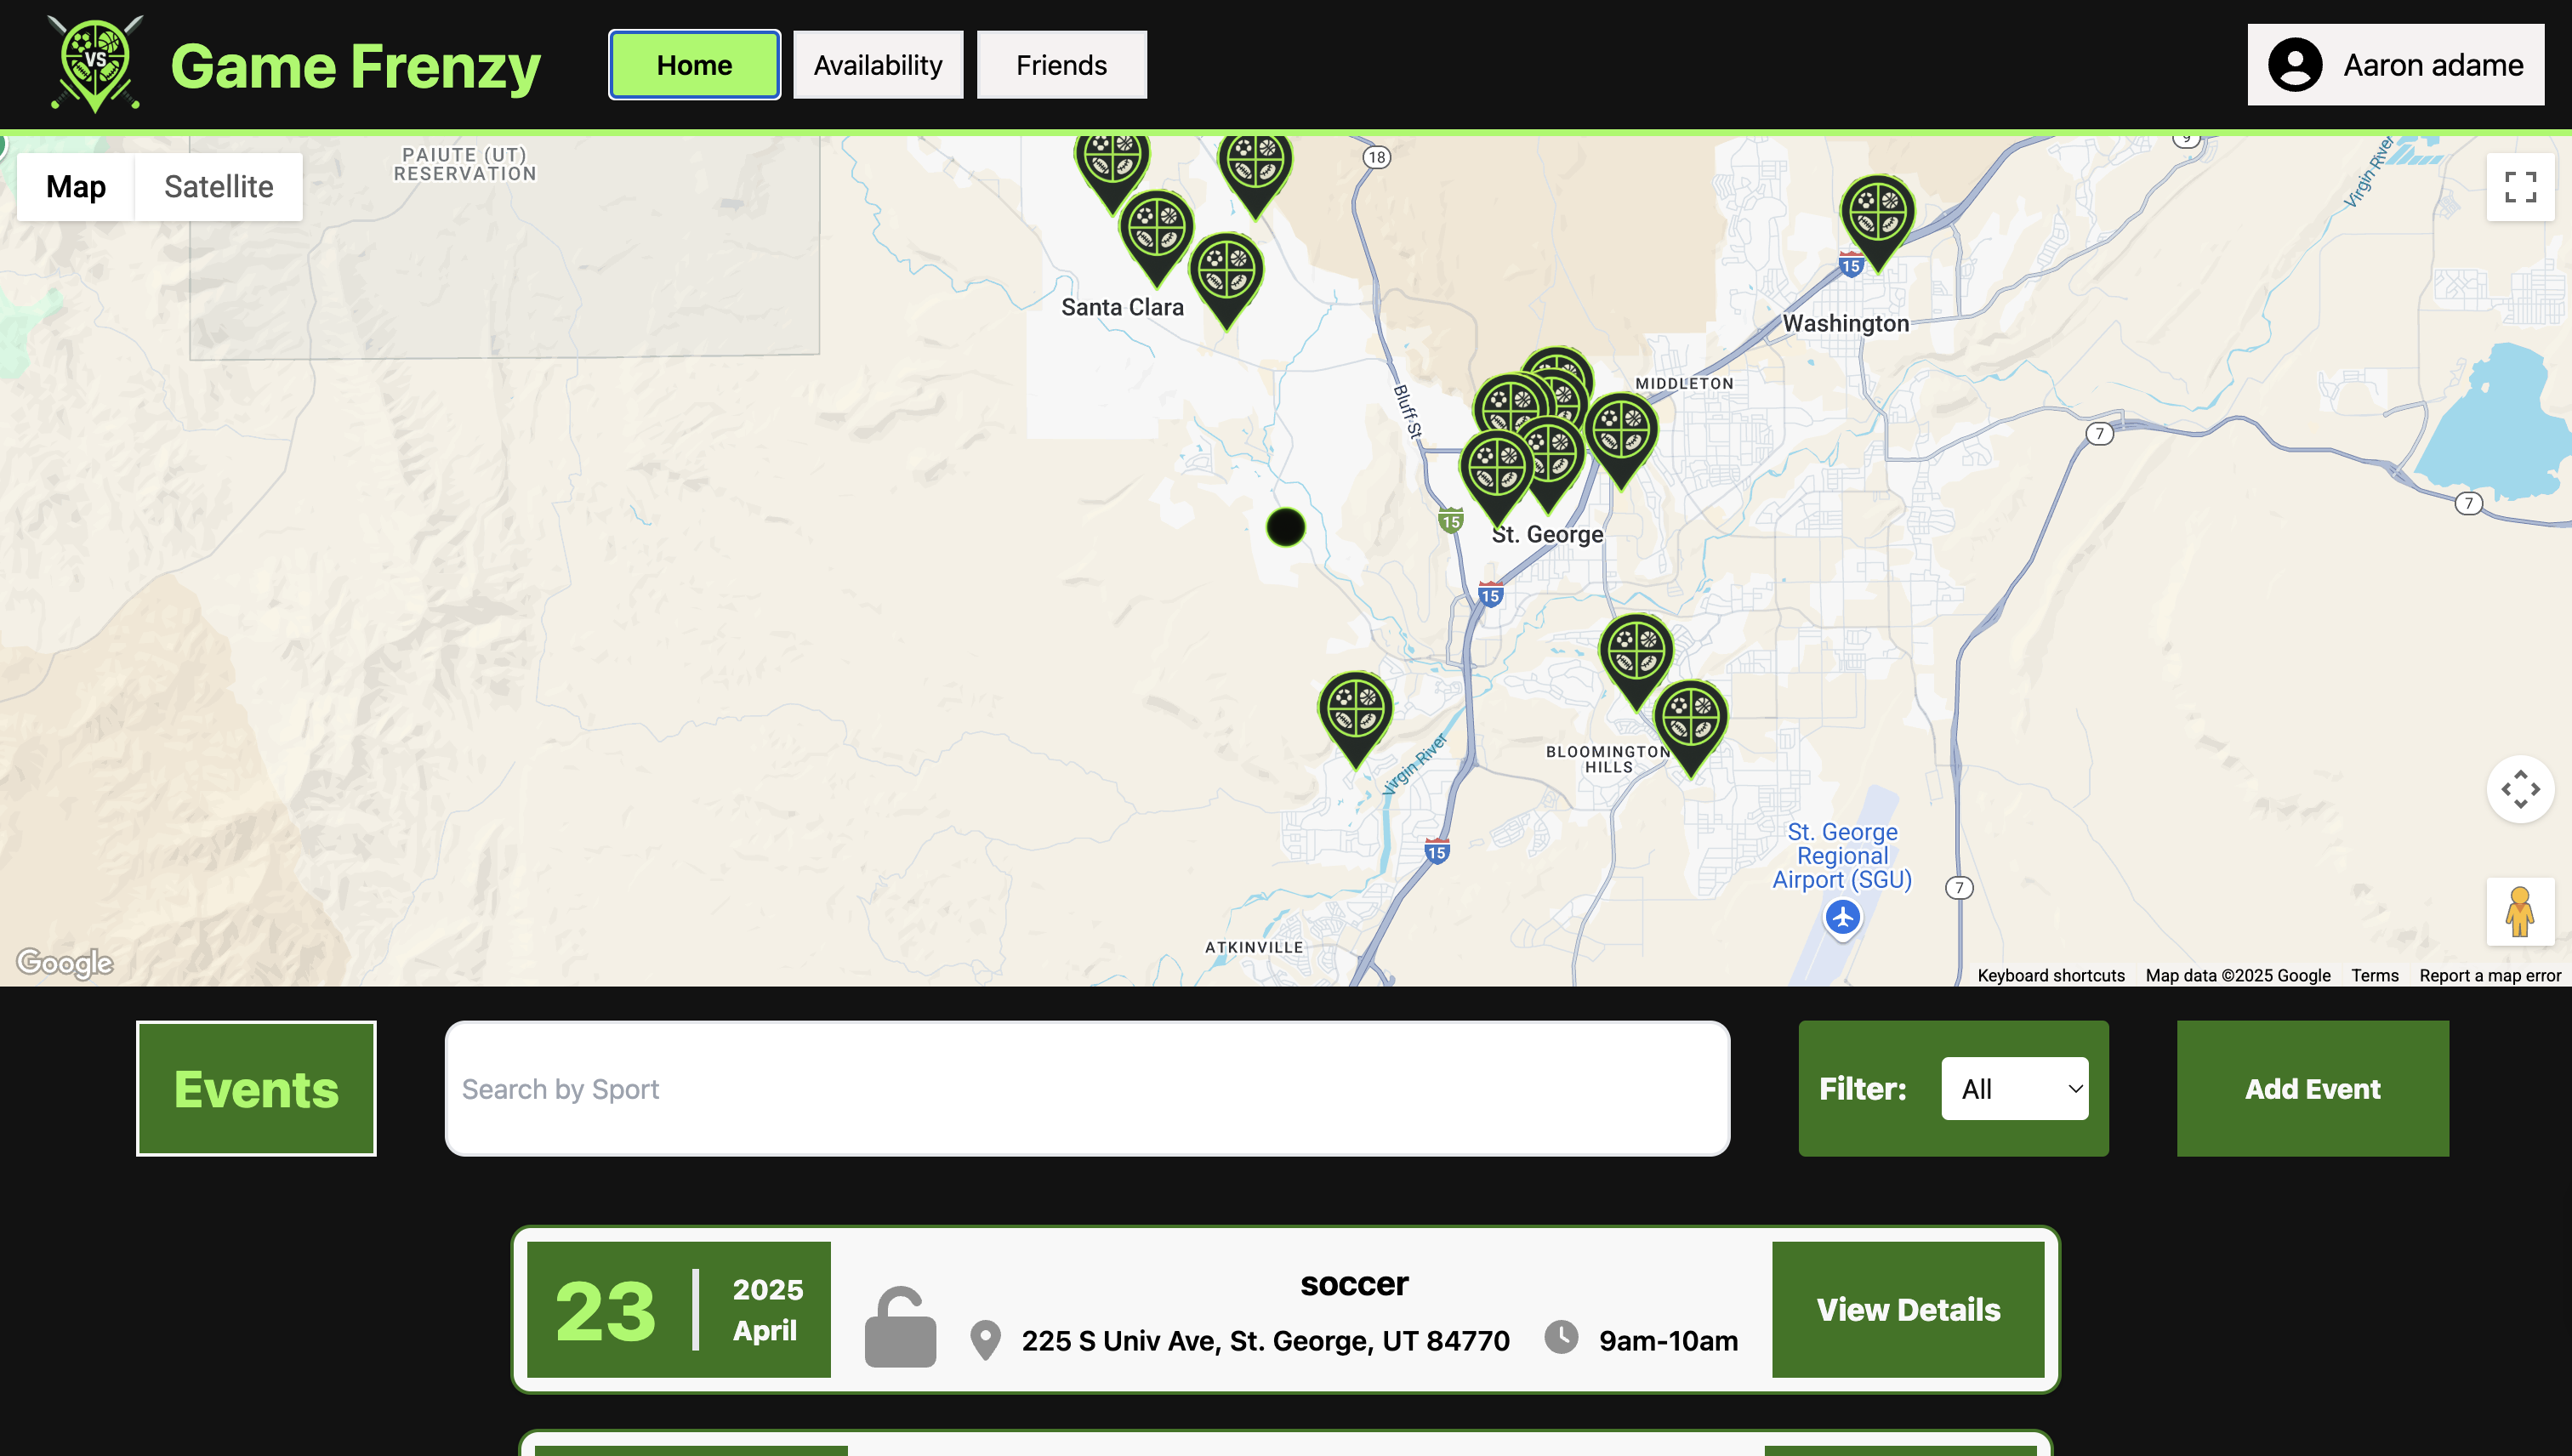 VS
Game Frenzy
Home
Availability
Friends
Aaron adame
Map
Satellite
PAIUTE (UT)
RESERVATION
18
9
Virgin River
15
Santa Clara
Washington
Bluff St
MIDDLETON
7
7
15
St. George
15
Virgin River
BLOOMINGTON
HILLS
15
St. George
Regional
Airport (SGU)
7
ATKINVILLE
Google
Keyboard shortcuts
Map data ©2025 Google
Terms
Report a map error
Events
Search by Sport
Filter:
All
Add Event
23
2025
April
soccer
225 S Univ Ave, St. George, UT 84770
9am-10am
View Details